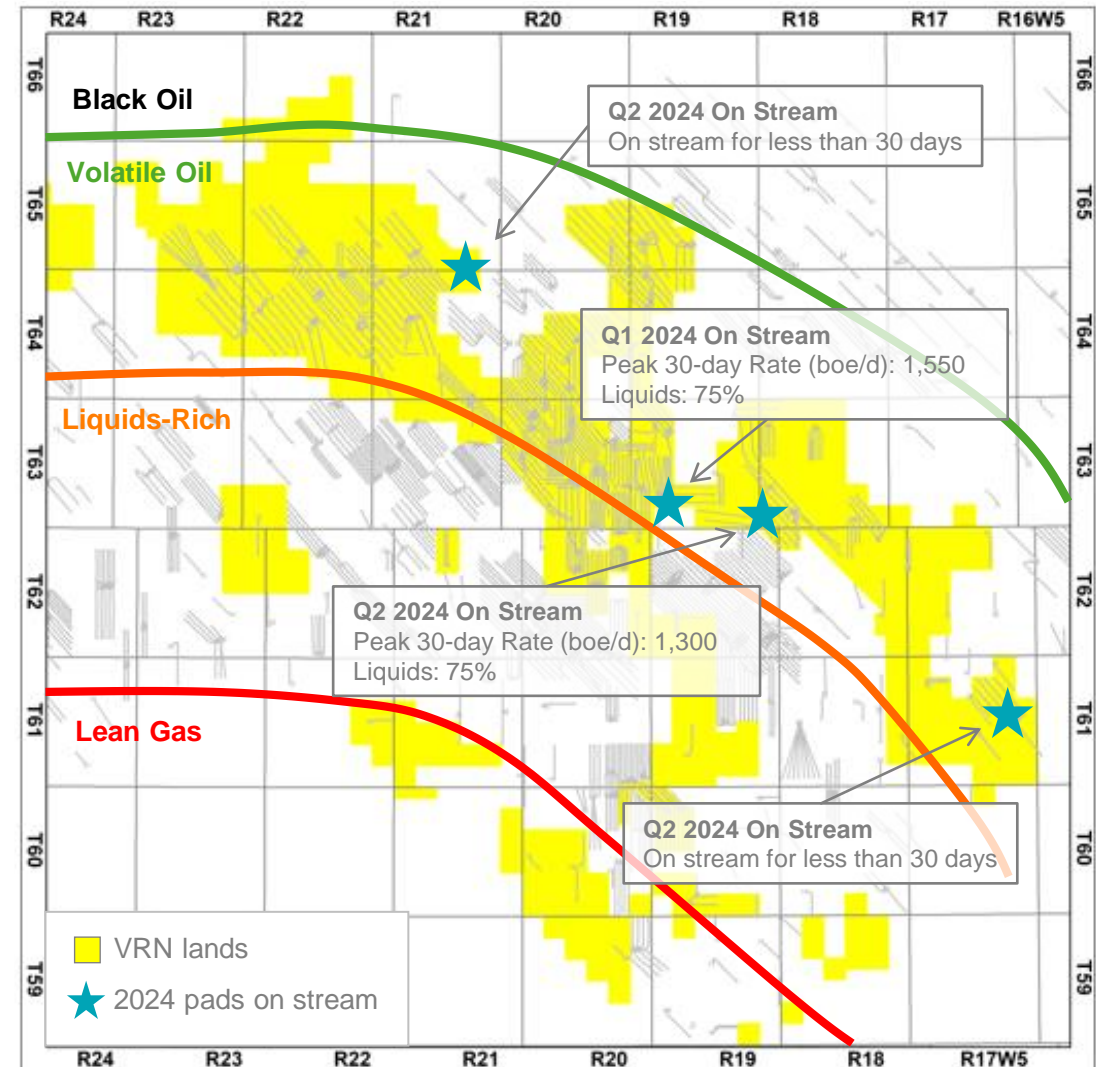 R24 R23 R22 R21 R20 R19 R18 R17 R16W5
T66
T66
Black Oil
Q2 2024 On Stream
On stream for less than 30 days
Volatile Oil
T65
T65
Q1 2024 On Stream
Peak 30-day Rate (boe/d): 1,550
Liquids: 75%
T64
T64
Liquids-Rich
T63
T63
T62
T62
Q2 2024 On Stream
Peak 30-day Rate (boe/d): 1,300
Liquids: 75%
T61
T61
Lean Gas
Q2 2024 On Stream
On stream for less than 30 days
T60
T60
VRN lands
2024 pads on stream
T59
T59
R24 R23 R22 R21 R20 R19 R18 R17W5